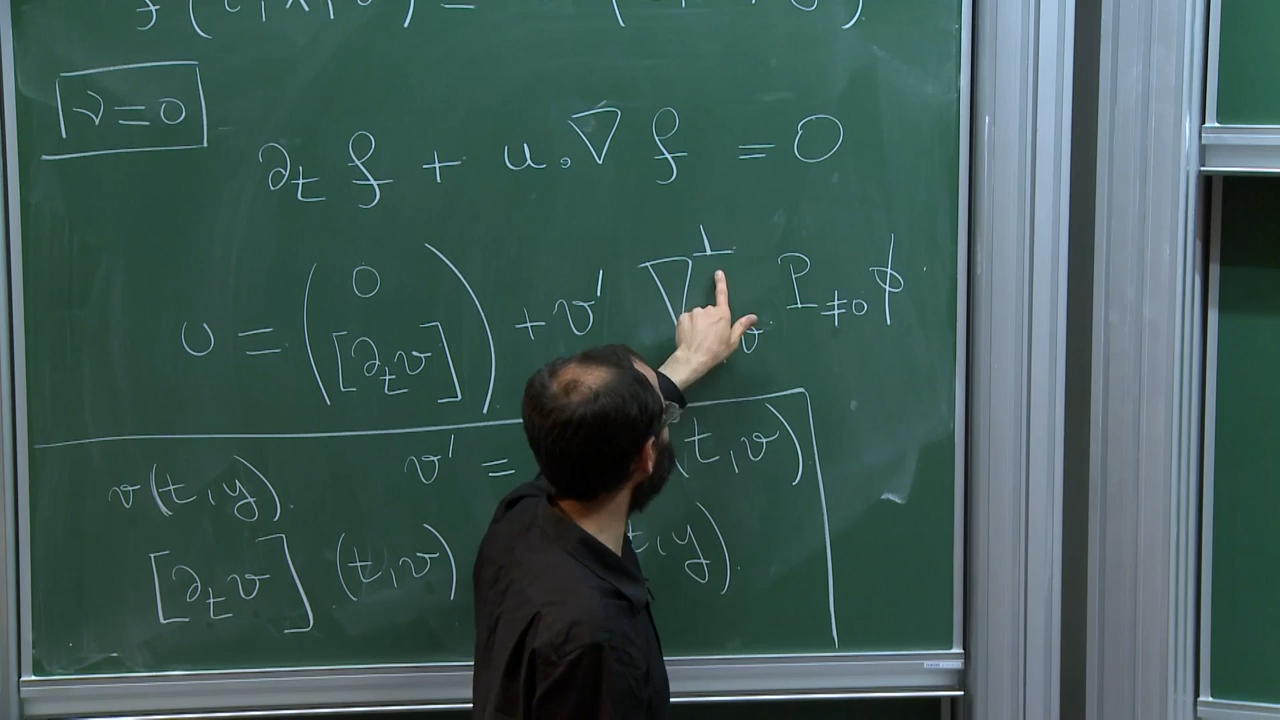 f(t, x, y) = (
ν = 0
∂_t f + u·∇ f = 0
u = ( 0 [∂_t v] ) + v' ∇^⊥ _v P_{≠0} φ
v' = (t, v)
v(t, y)
[∂_t v] (t, v) t, y).